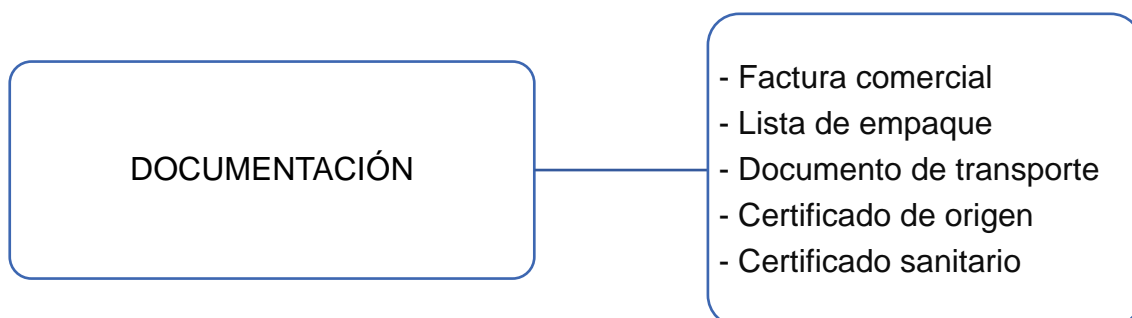 DOCUMENTACIÓN
- Factura comercial
- Lista de empaque
- Documento de transporte
- Certificado de origen
- Certificado sanitario